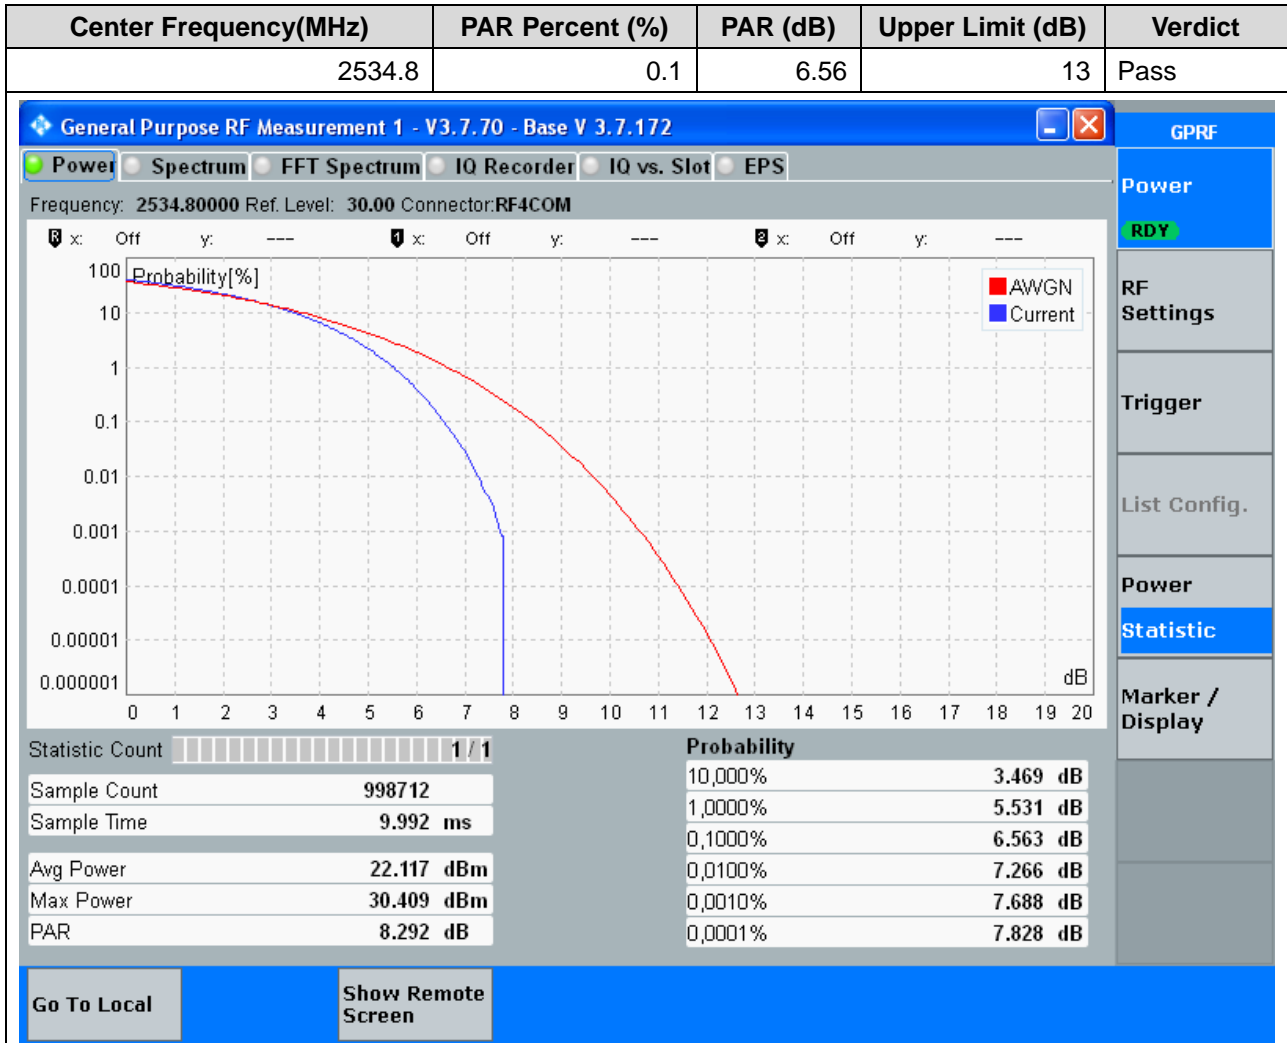 Center Frequency(MHz) PAR Percent (%) PAR (dB) Upper Limit (dB) Verdict
2534.8 0.1 6.56 13 Pass
General Purpose RF Measurement 1 - V3.7.70 - Base V 3.7.172
GPRF
Power Spectrum FFT Spectrum IQ Recorder IQ vs. Slot EPS
Power
RDY
Frequency: 2534.80000 Ref. Level: 30.00 Connector:RF4COM
R x: Off y: --- 1 x: Off y: --- 2 x: Off y: ---
Probability[%]
AWGN
Current
100
10
1
0.1
0.01
0.001
0.0001
0.00001
0.000001
dB
0 1 2 3 4 5 6 7 8 9 10 11 12 13 14 15 16 17 18 19 20
RF
Settings
Trigger
List Config.
Power
Statistic
Marker /
Display
Statistic Count 1 / 1
Sample Count 998712
Sample Time 9.992 ms
Avg Power 22.117 dBm
Max Power 30.409 dBm
PAR 8.292 dB
Probability
10,000% 3.469 dB
1,0000% 5.531 dB
0,1000% 6.563 dB
0,0100% 7.266 dB
0,0010% 7.688 dB
0,0001% 7.828 dB
Go To Local
Show Remote
Screen